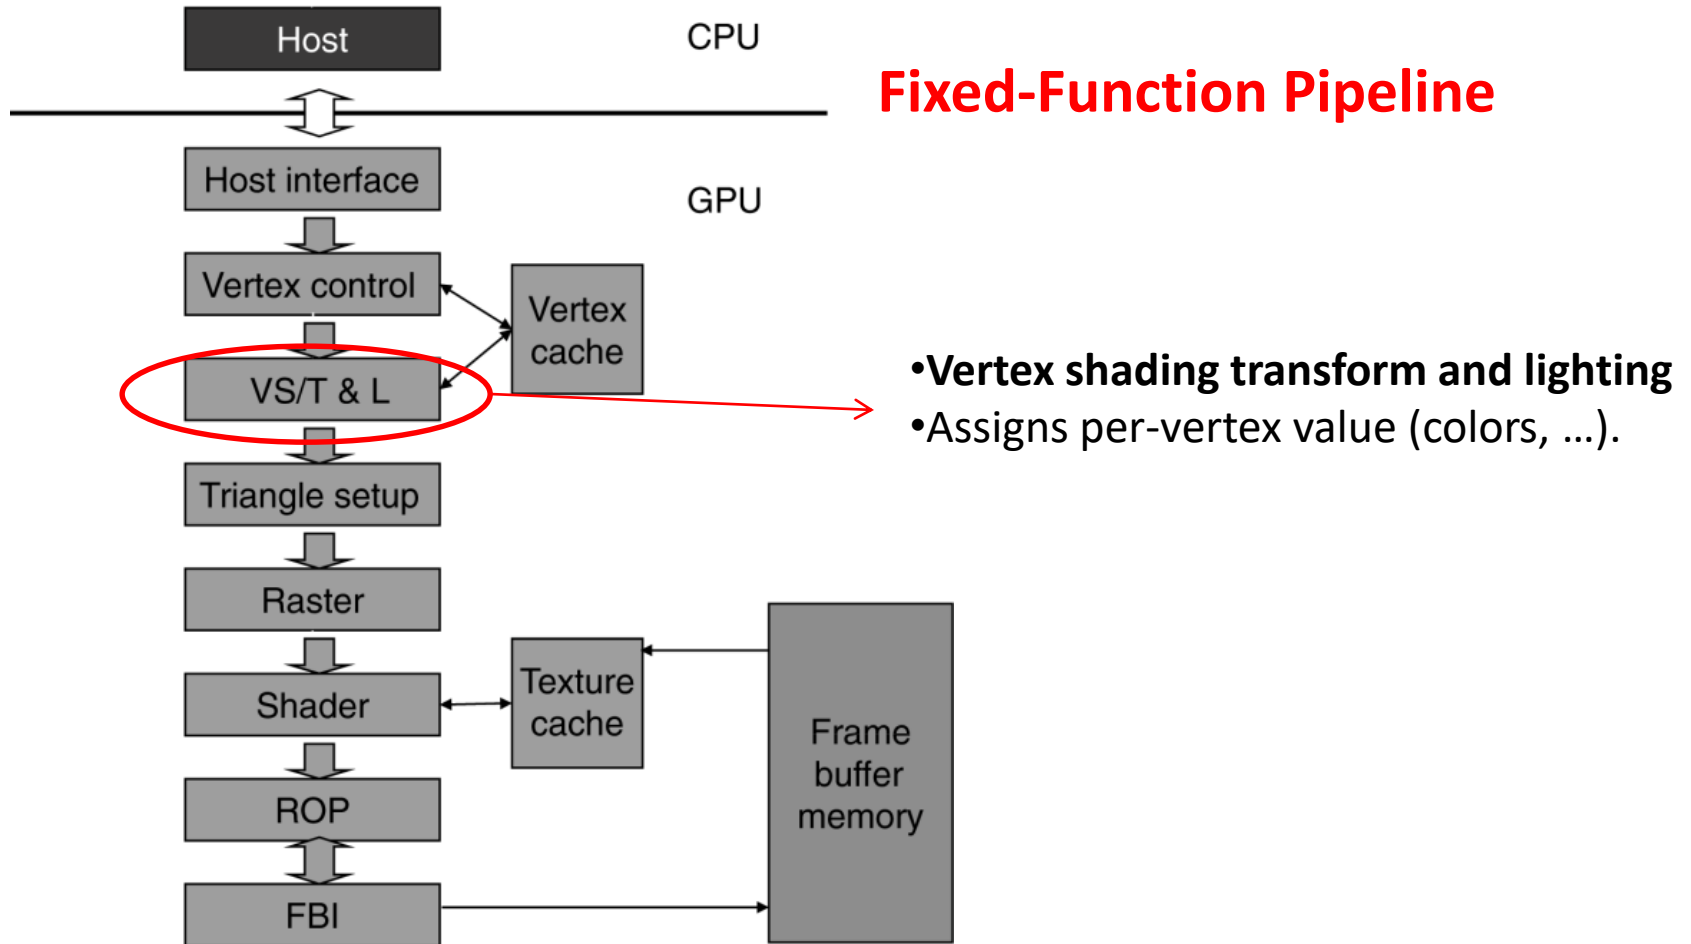 Host
CPU
Fixed-Function Pipeline
Host interface
GPU
Vertex control
Vertex
cache
VS/T & L
•Vertex shading transform and lighting
•Assigns per-vertex value (colors, ...).
Triangle setup
Raster
Shader
Texture
cache
Frame
buffer
memory
ROP
FBI